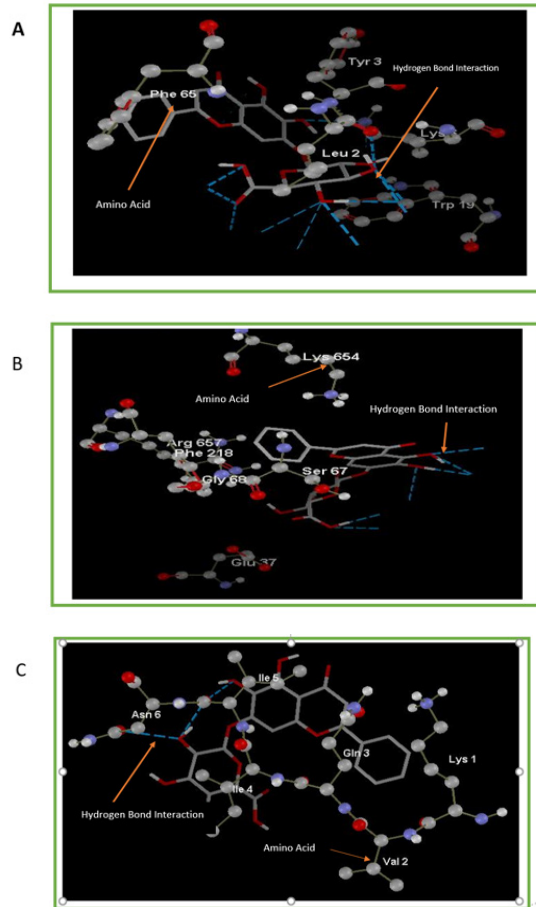 A
Tyr 3
Hydrogen Bond Interaction
Phe 65
Lys
Leu 2
Amino Acid
Trp 19
B
Lys 654
Amino Acid
Hydrogen Bond Interaction
Arg 657
Phe 218
Ser 67
Gly 68
Glu 37
C
Ile 5
Asn 6
Gln 3
Lys 1
Ile 4
Hydrogen Bond Interaction
Amino Acid
Val 2